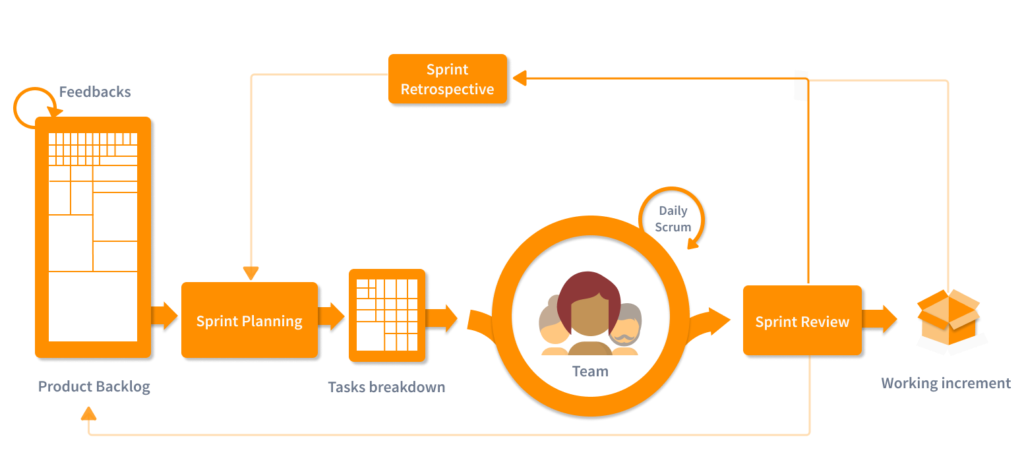 Sprint
Retrospective
Feedbacks
Daily
Scrum
Sprint Planning
Sprint Review
Team
Product Backlog
Tasks breakdown
Working increment